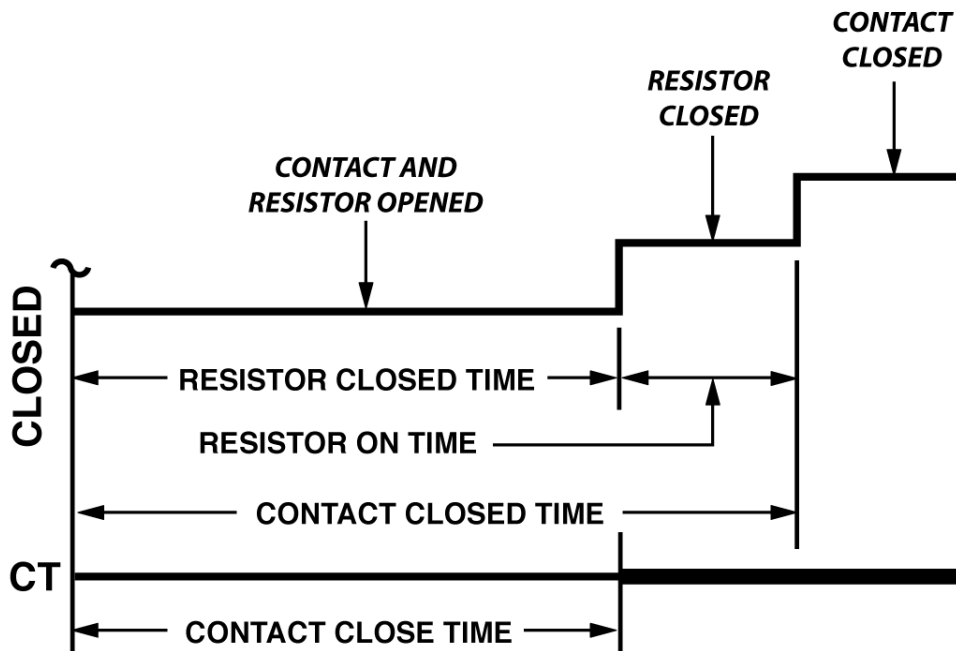 CONTACT
CLOSED
RESISTOR
CLOSED
CONTACT AND
RESISTOR OPENED
CLOSED
RESISTOR CLOSED TIME
RESISTOR ON TIME
CONTACT CLOSED TIME
CT
CONTACT CLOSE TIME